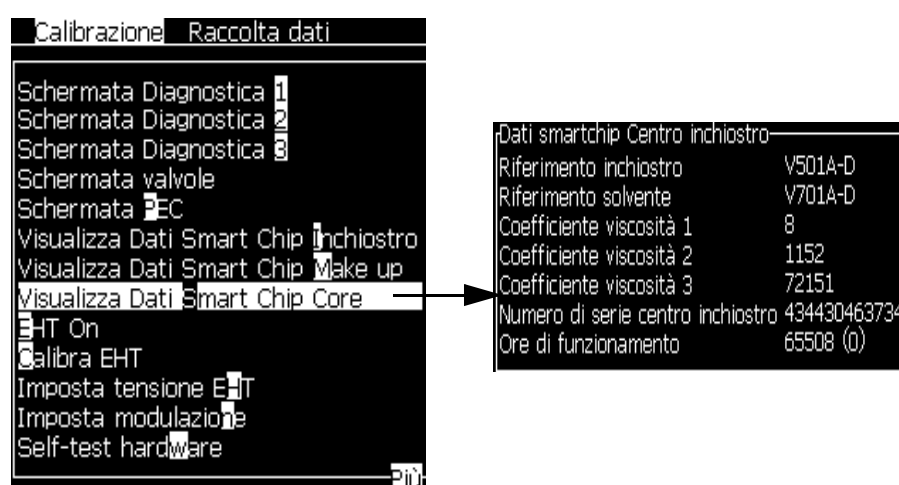 Calibrazione Raccolta dati
Schermata Diagnostica 1
Schermata Diagnostica 2
Schermata Diagnostica 3
Schermata valvole
Schermata PEC
Visualizza Dati Smart Chip Inchiostro
Visualizza Dati Smart Chip Make up
Visualizza Dati Smart Chip Core
EHT On
Calibra EHT
Imposta tensione EHT
Imposta modulazione
Self-test hardware
Più
Dati smartchip Centro inchiostro
Riferimento inchiostro V501A-D
Riferimento solvente V701A-D
Coefficiente viscosità 1 8
Coefficiente viscosità 2 1152
Coefficiente viscosità 3 72151
Numero di serie centro inchiostro 434430463734
Ore di funzionamento 65508 (0)